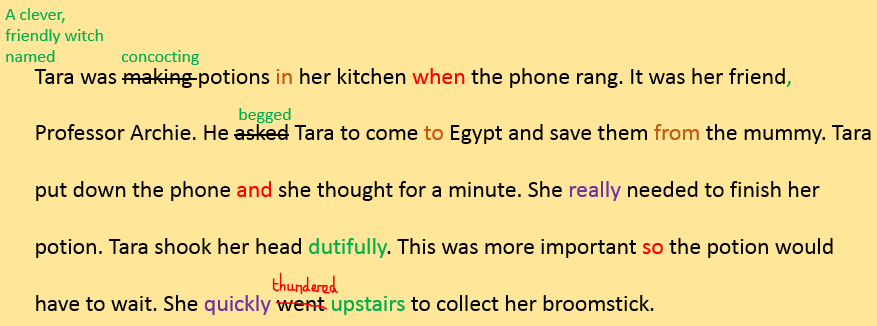 A clever,
friendly witch
named concocting
Tara was making potions in her kitchen when the phone rang. It was her friend,
begged
Professor Archie. He asked Tara to come to Egypt and save them from the mummy. Tara
put down the phone and she thought for a minute. She really needed to finish her
potion. Tara shook her head dutifully. This was more important so the potion would
thundered
have to wait. She quickly went upstairs to collect her broomstick.